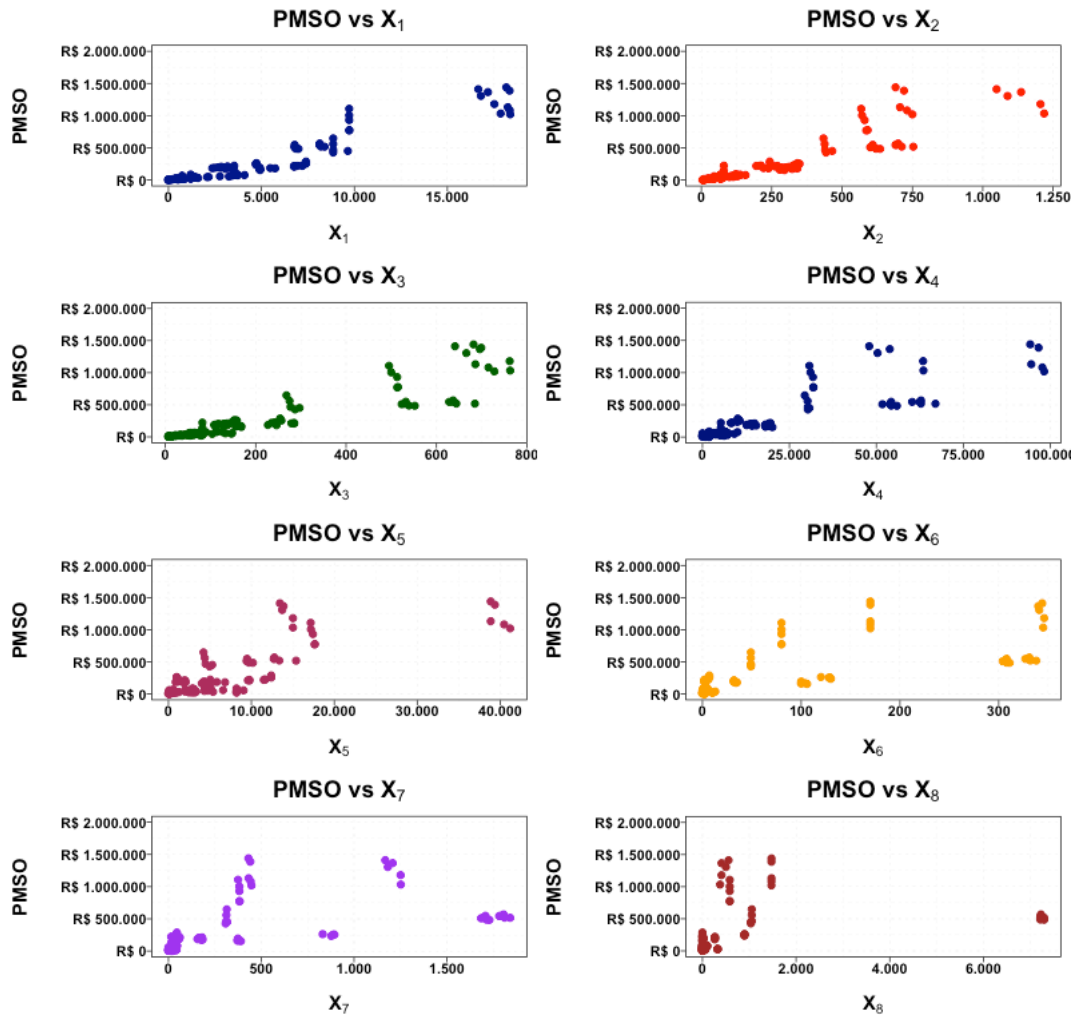 PMSO vs X₁
PMSO
R$ 2.000.000
R$ 1.500.000
R$ 1.000.000
R$ 500.000
R$ 0
0 5.000 10.000 15.000
X₁
PMSO vs X₂
PMSO
R$ 2.000.000
R$ 1.500.000
R$ 1.000.000
R$ 500.000
R$ 0
0 250 500 750 1.000 1.250
X₂
PMSO vs X₃
PMSO
R$ 2.000.000
R$ 1.500.000
R$ 1.000.000
R$ 500.000
R$ 0
0 200 400 600 800
X₃
PMSO vs X₄
PMSO
R$ 2.000.000
R$ 1.500.000
R$ 1.000.000
R$ 500.000
R$ 0
0 25.000 50.000 75.000 100.000
X₄
PMSO vs X₅
PMSO
R$ 2.000.000
R$ 1.500.000
R$ 1.000.000
R$ 500.000
R$ 0
0 10.000 20.000 30.000 40.000
X₅
PMSO vs X₆
PMSO
R$ 2.000.000
R$ 1.500.000
R$ 1.000.000
R$ 500.000
R$ 0
0 100 200 300
X₆
PMSO vs X₇
PMSO
R$ 2.000.000
R$ 1.500.000
R$ 1.000.000
R$ 500.000
R$ 0
0 500 1.000 1.500
X₇
PMSO vs X₈
PMSO
R$ 2.000.000
R$ 1.500.000
R$ 1.000.000
R$ 500.000
R$ 0
0 2.000 4.000 6.000
X₈